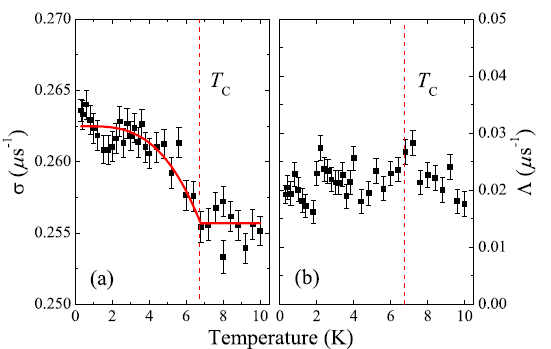 0.270
0.265
0.260
0.255
0.250
σ (μs⁻¹)
T_C
(a)
0 2 4 6 8 10
T_C
(b)
0 2 4 6 8 10
0.05
0.04
0.03
0.02
0.01
0.00
Λ (μs⁻¹)
Temperature (K)